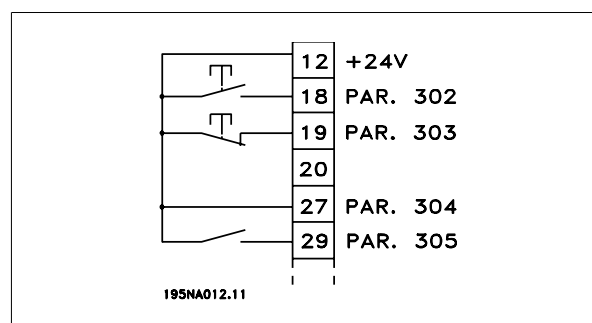 12 +24V
18 PAR. 302
19 PAR. 303
20
27 PAR. 304
29 PAR. 305
195NA012.11